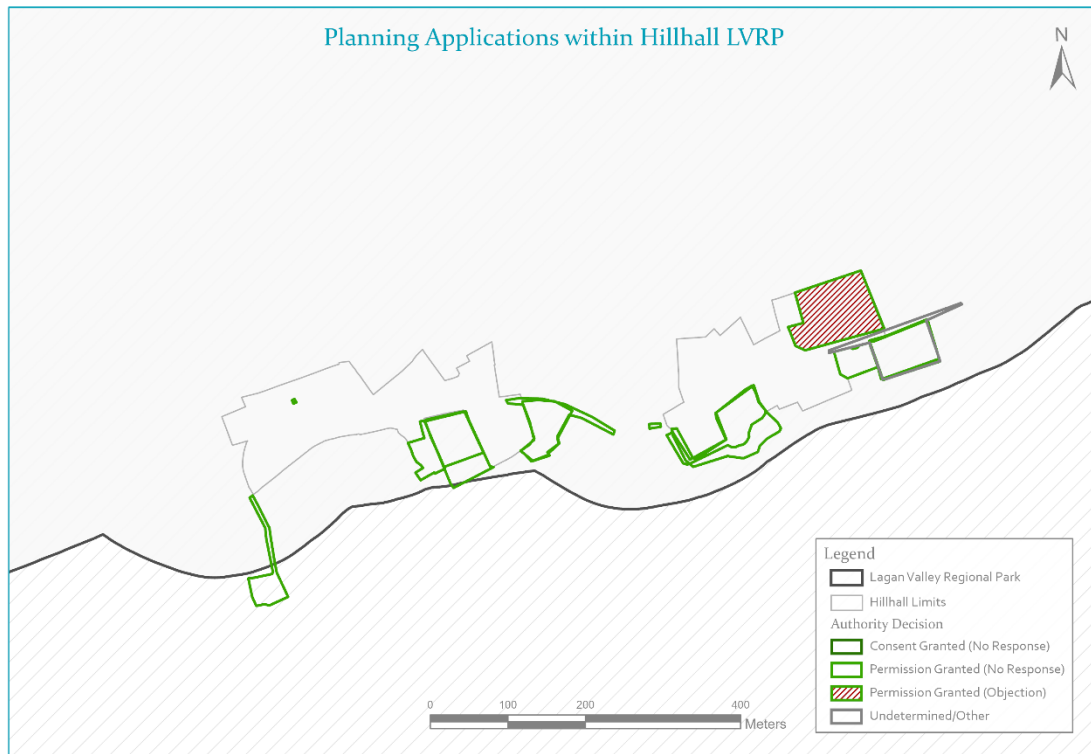 Planning Applications within Hillhall LVRP
N
Legend
Lagan Valley Regional Park
Hillhall Limits
Authority Decision
Consent Granted (No Response)
Permission Granted (No Response)
Permission Granted (Objection)
Undetermined/Other
0 100 200 400
Meters